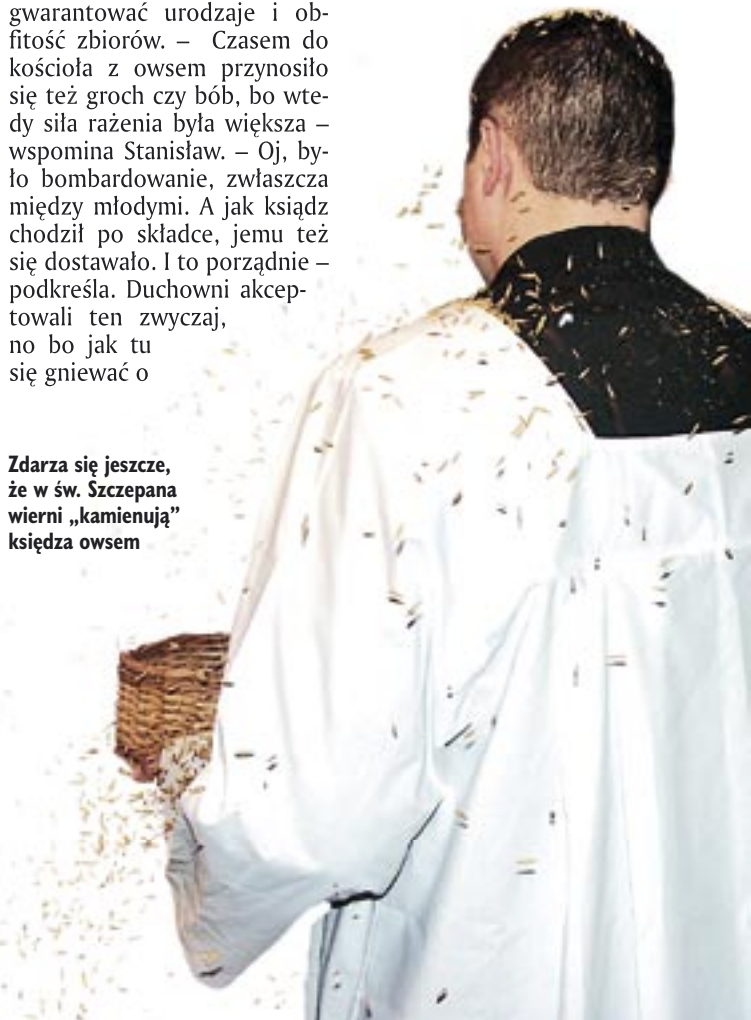 gwarantować urodzaje i ob-
fitość zbiorów. – Czasem do
kościoła z owsem przynosiło
się też groch czy bób, bo wte-
dy siła rażenia była większa –
wspomina Stanisław. – Oj, by-
ło bombardowanie, zwłaszcza
między młodymi. A jak ksiądz
chodził po składce, jemu też
się dostawało. I to porządnie –
podkreśla. Duchowni akcep-
towali ten zwyczaj,
no bo jak tu
się gniewać o
Zdarza się jeszcze,
że w św. Szczepana
wierni „kamienują”
księdza owsem